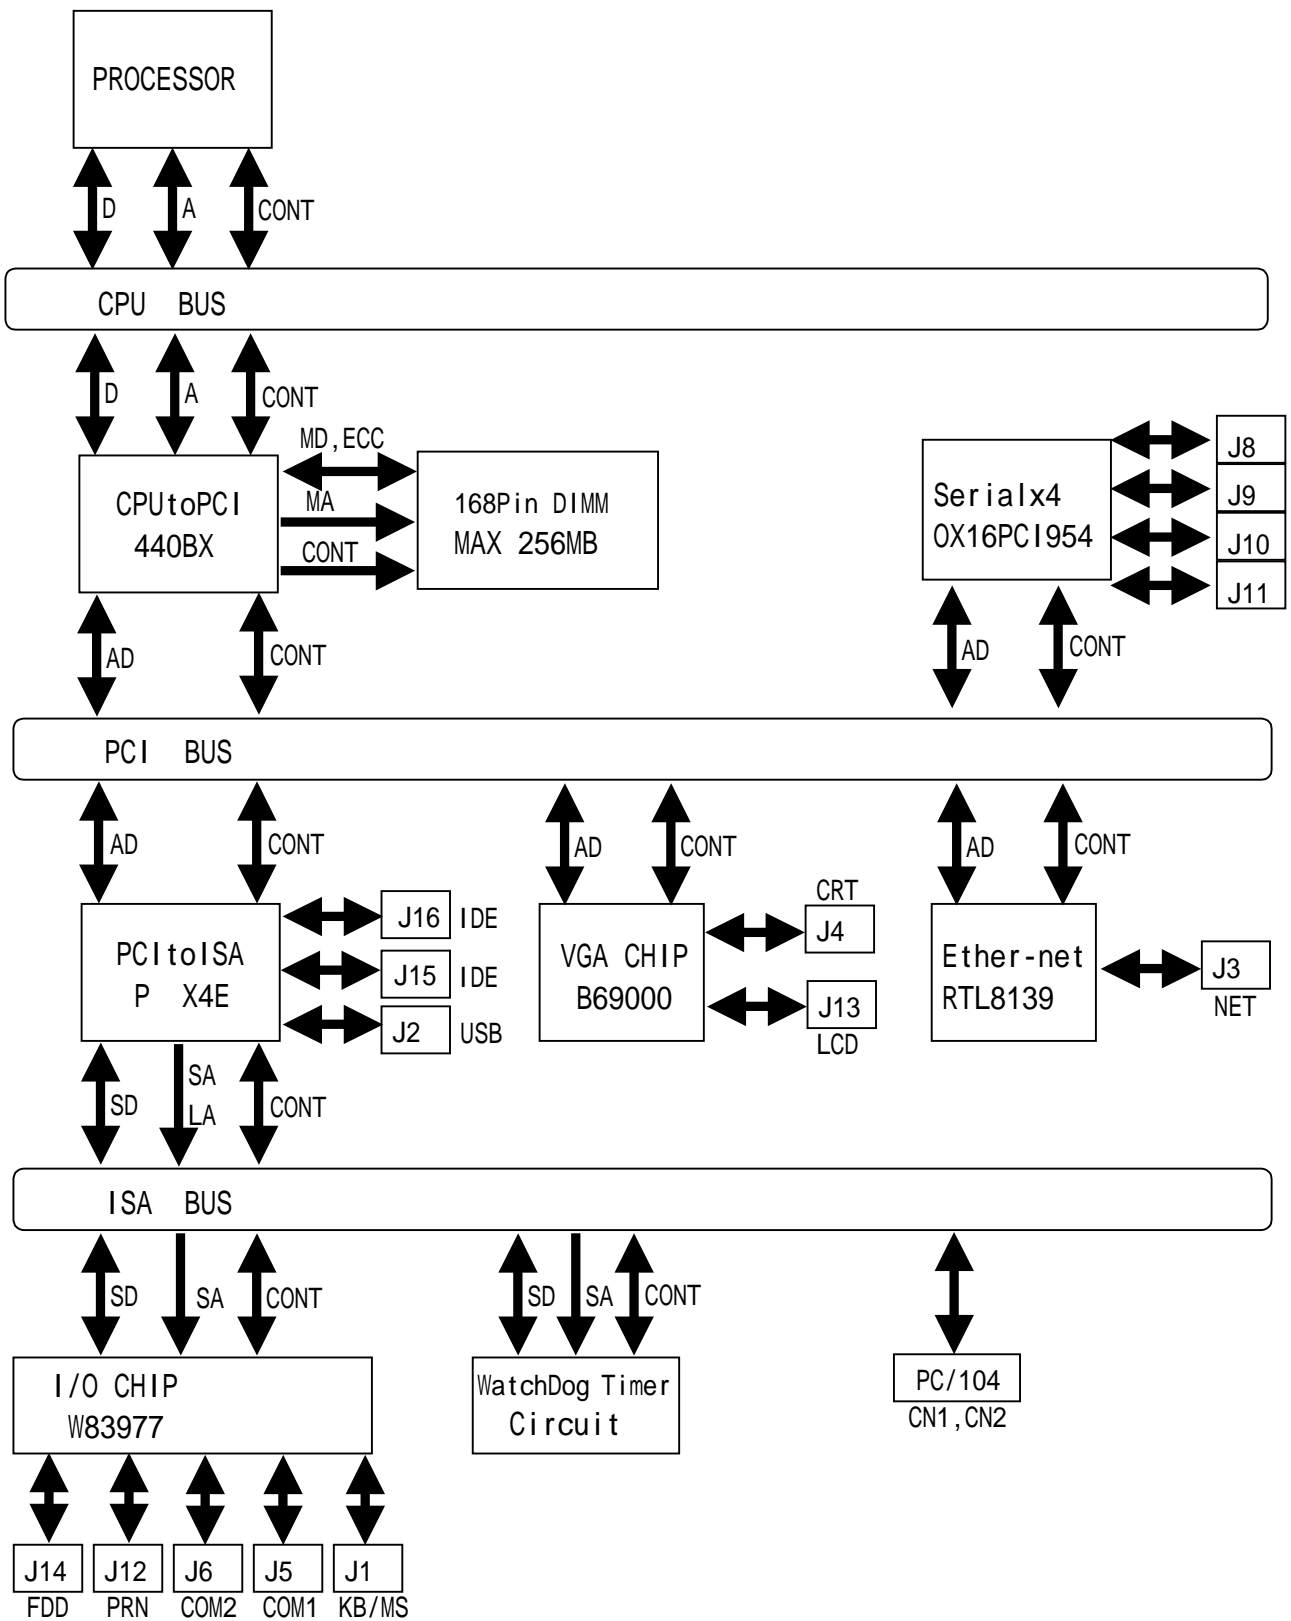 PROCESSOR
D
A
CONT
CPU BUS
D
A
CONT
MD,ECC
MA
CONT
CPUtoPCI
440BX
168Pin DIMM
MAX 256MB
Serialx4
OX16PCI954
J8
J9
J10
J11
AD
CONT
AD
CONT
PCI BUS
AD
CONT
AD
CONT
AD
CONT
PCItoISA
P X4E
J16 IDE
J15 IDE
J2 USB
VGA CHIP
B69000
CRT
J4
J13
LCD
Ether-net
RTL8139
J3
NET
SD
SA
LA
CONT
ISA BUS
SD
SA
CONT
SD
SA
CONT
I/O CHIP
W83977
WatchDog Timer
Circuit
PC/104
CN1,CN2
J14
J12
J6
J5
J1
FDD
PRN
COM2
COM1
KB/MS